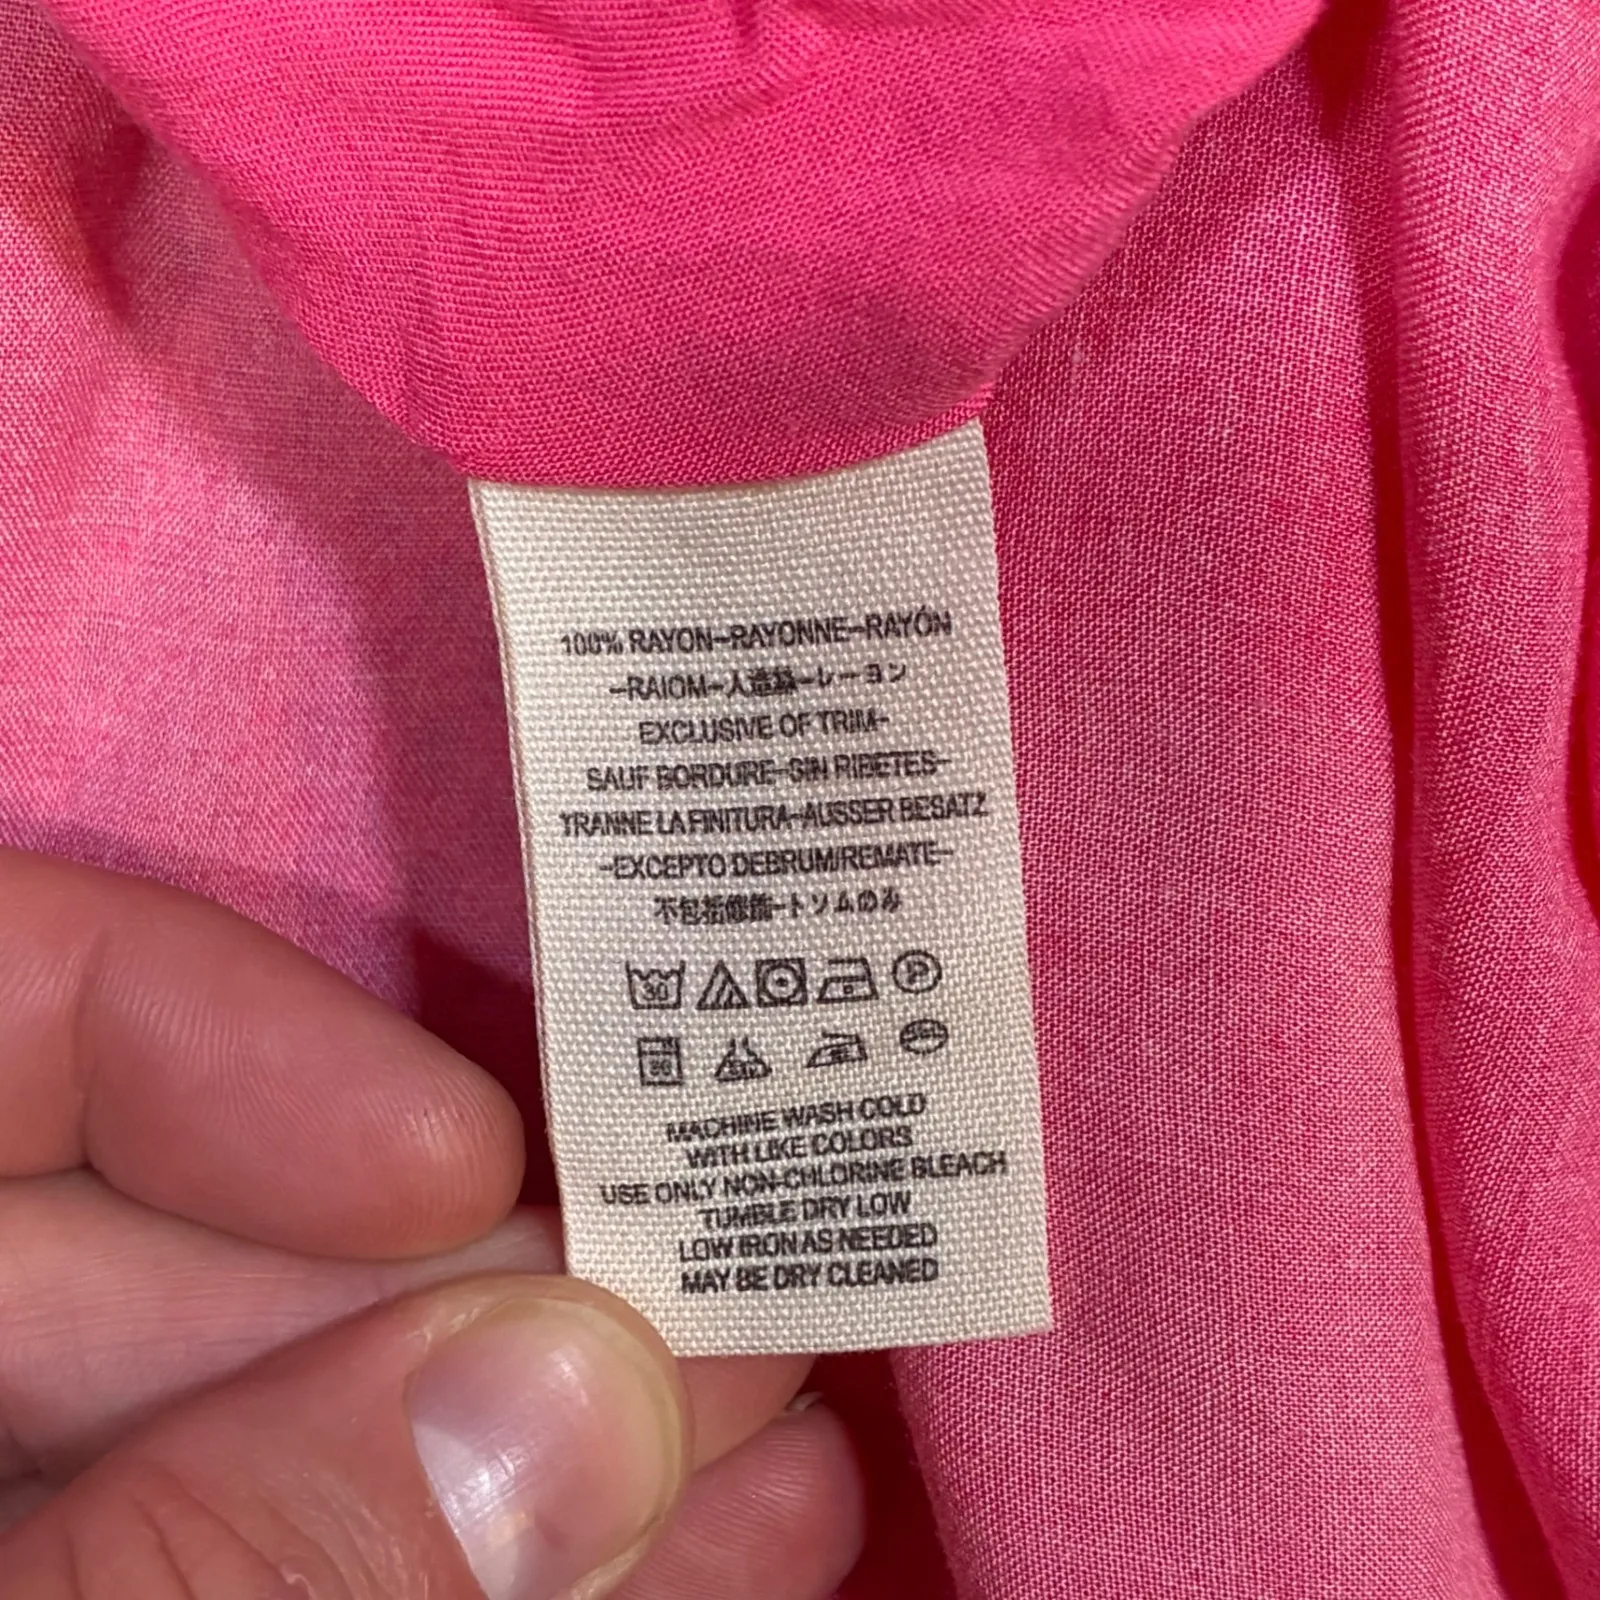 100% RAYON-RAYONNE-RAYÓN
-RAIOM-人造絲-レーヨン
EXCLUSIVE OF TRIM-
SAUF BORDURE-SIN RIBETES-
TRANNE LA FINITURA-AUSSER BESATZ
-EXCEPTO DEBRUM/REMATE-
不包括修飾-トリムのみ
30 P
MACHINE WASH COLD
WITH LIKE COLORS
USE ONLY NON-CHLORINE BLEACH
TUMBLE DRY LOW
LOW IRON AS NEEDED
MAY BE DRY CLEANED